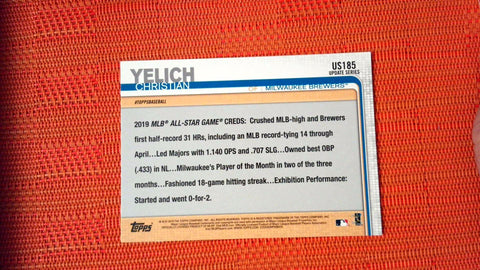 YELICH
CHRISTIAN
US185
UPDATE SERIES
OF MILWAUKEE BREWERS™
#TOPPSBASEBALL
2019 MLB® ALL-STAR GAME® CREDS: Crushed MLB-high and Brewers
first half-record 31 HRs, including an MLB record-tying 14 through
April...Led Majors with 1.140 OPS and .707 SLG...Owned best OBP
(.433) in NL...Milwaukee's Player of the Month in two of the three
months...Fashioned 18-game hitting streak...Exhibition Performance:
Started and went 0-for-2.
TOPPS